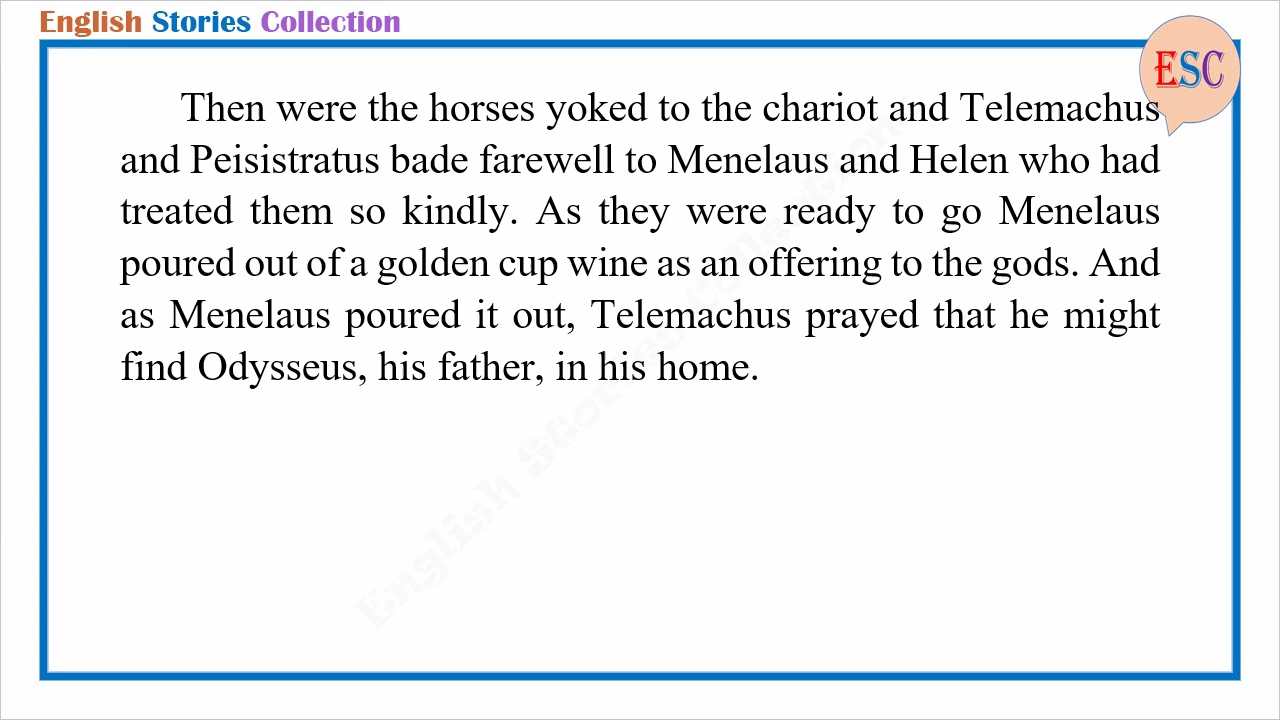 English Stories Collection
ESC
Then were the horses yoked to the chariot and Telemachus
and Peisistratus bade farewell to Menelaus and Helen who had
treated them so kindly. As they were ready to go Menelaus
poured out of a golden cup wine as an offering to the gods. And
as Menelaus poured it out, Telemachus prayed that he might
find Odysseus, his father, in his home.
English Stories Collection